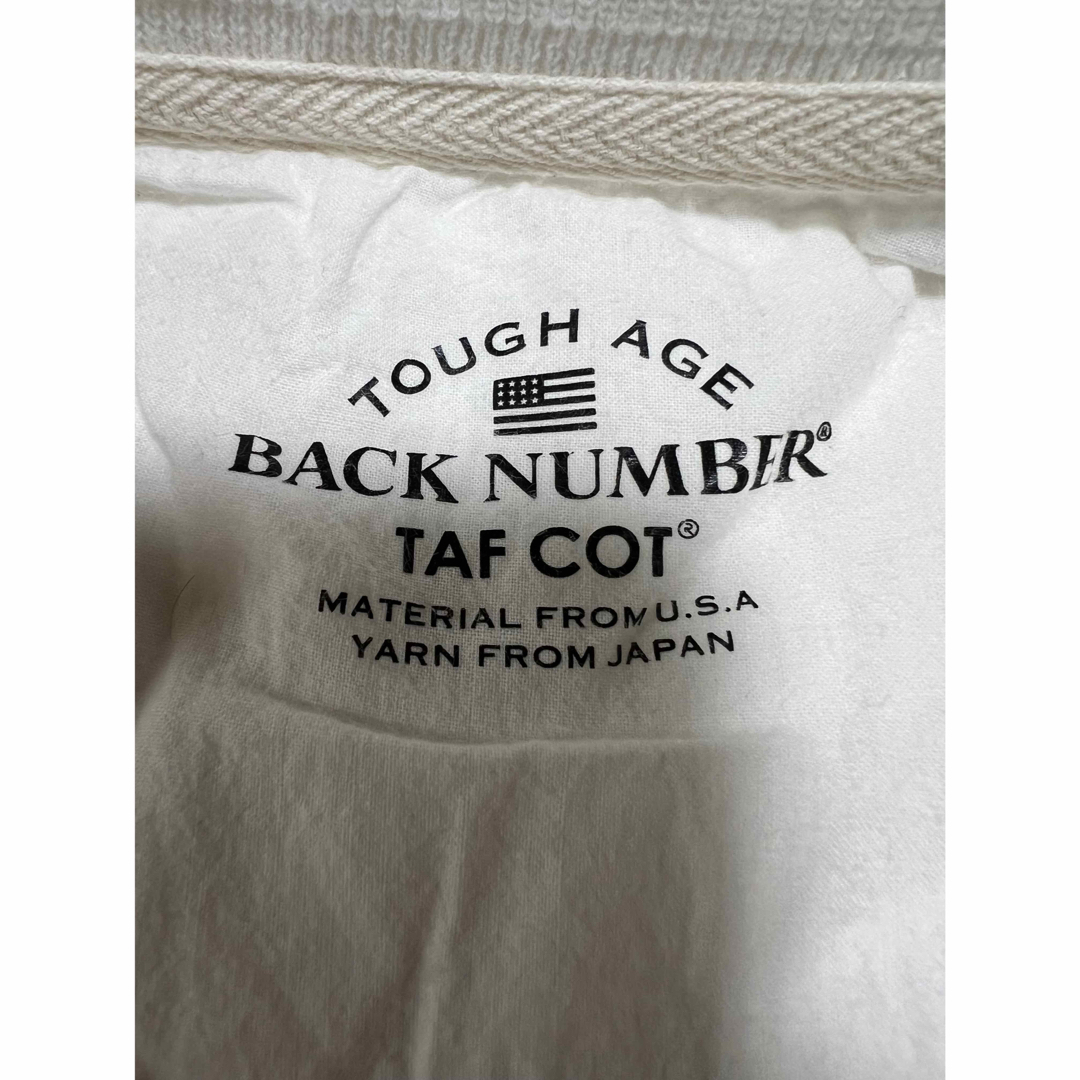 TOUGH AGE
BACK NUMBER®
TAF COT®
MATERIAL FROM U.S.A
YARN FROM JAPAN